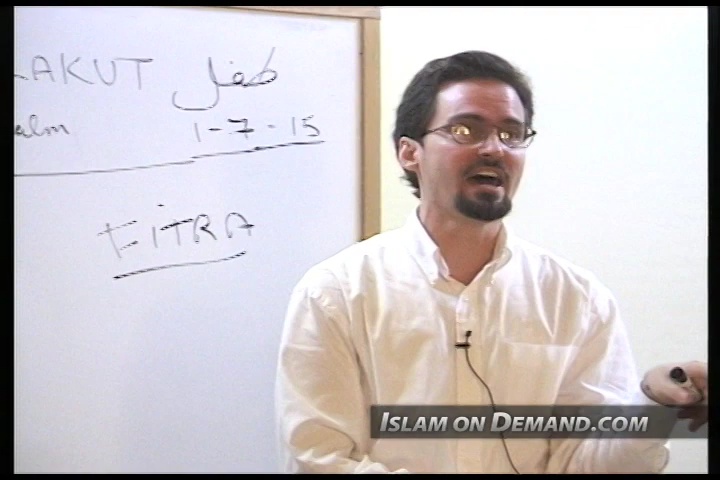 AKUT طفل
alm 1-7-15
FITRA
ISLAM ON DEMAND.COM